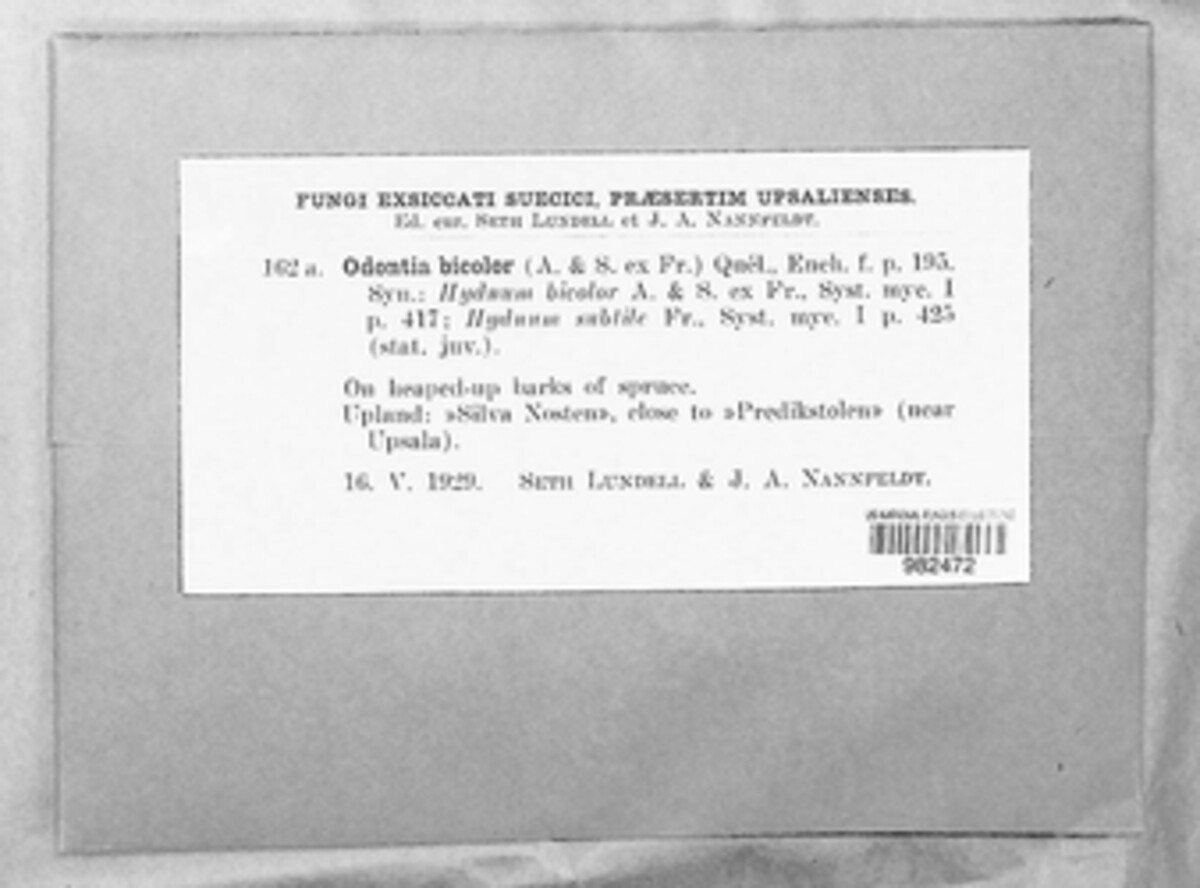 FUNGI EXSICCATI SUECICI, PRÆSERTIM UPSALIENSES.
Ed. cur. SETH LUNDELL et J. A. NANNFELDT.
162 a. Odontia bicolor (A. & S. ex Fr.) Quél., Ench. f. p. 195.
Syn.: Hydnum bicolor A. & S. ex Fr., Syst. myc. I
p. 417; Hydnum subtile Fr., Syst. myc. I p. 425
(stat. juv.).
On heaped-up barks of spruce.
Upland: »Silva Nosten», close to »Predikstolen» (near
Upsala).
16. V. 1929. SETH LUNDELL & J. A. NANNFELDT.
982472